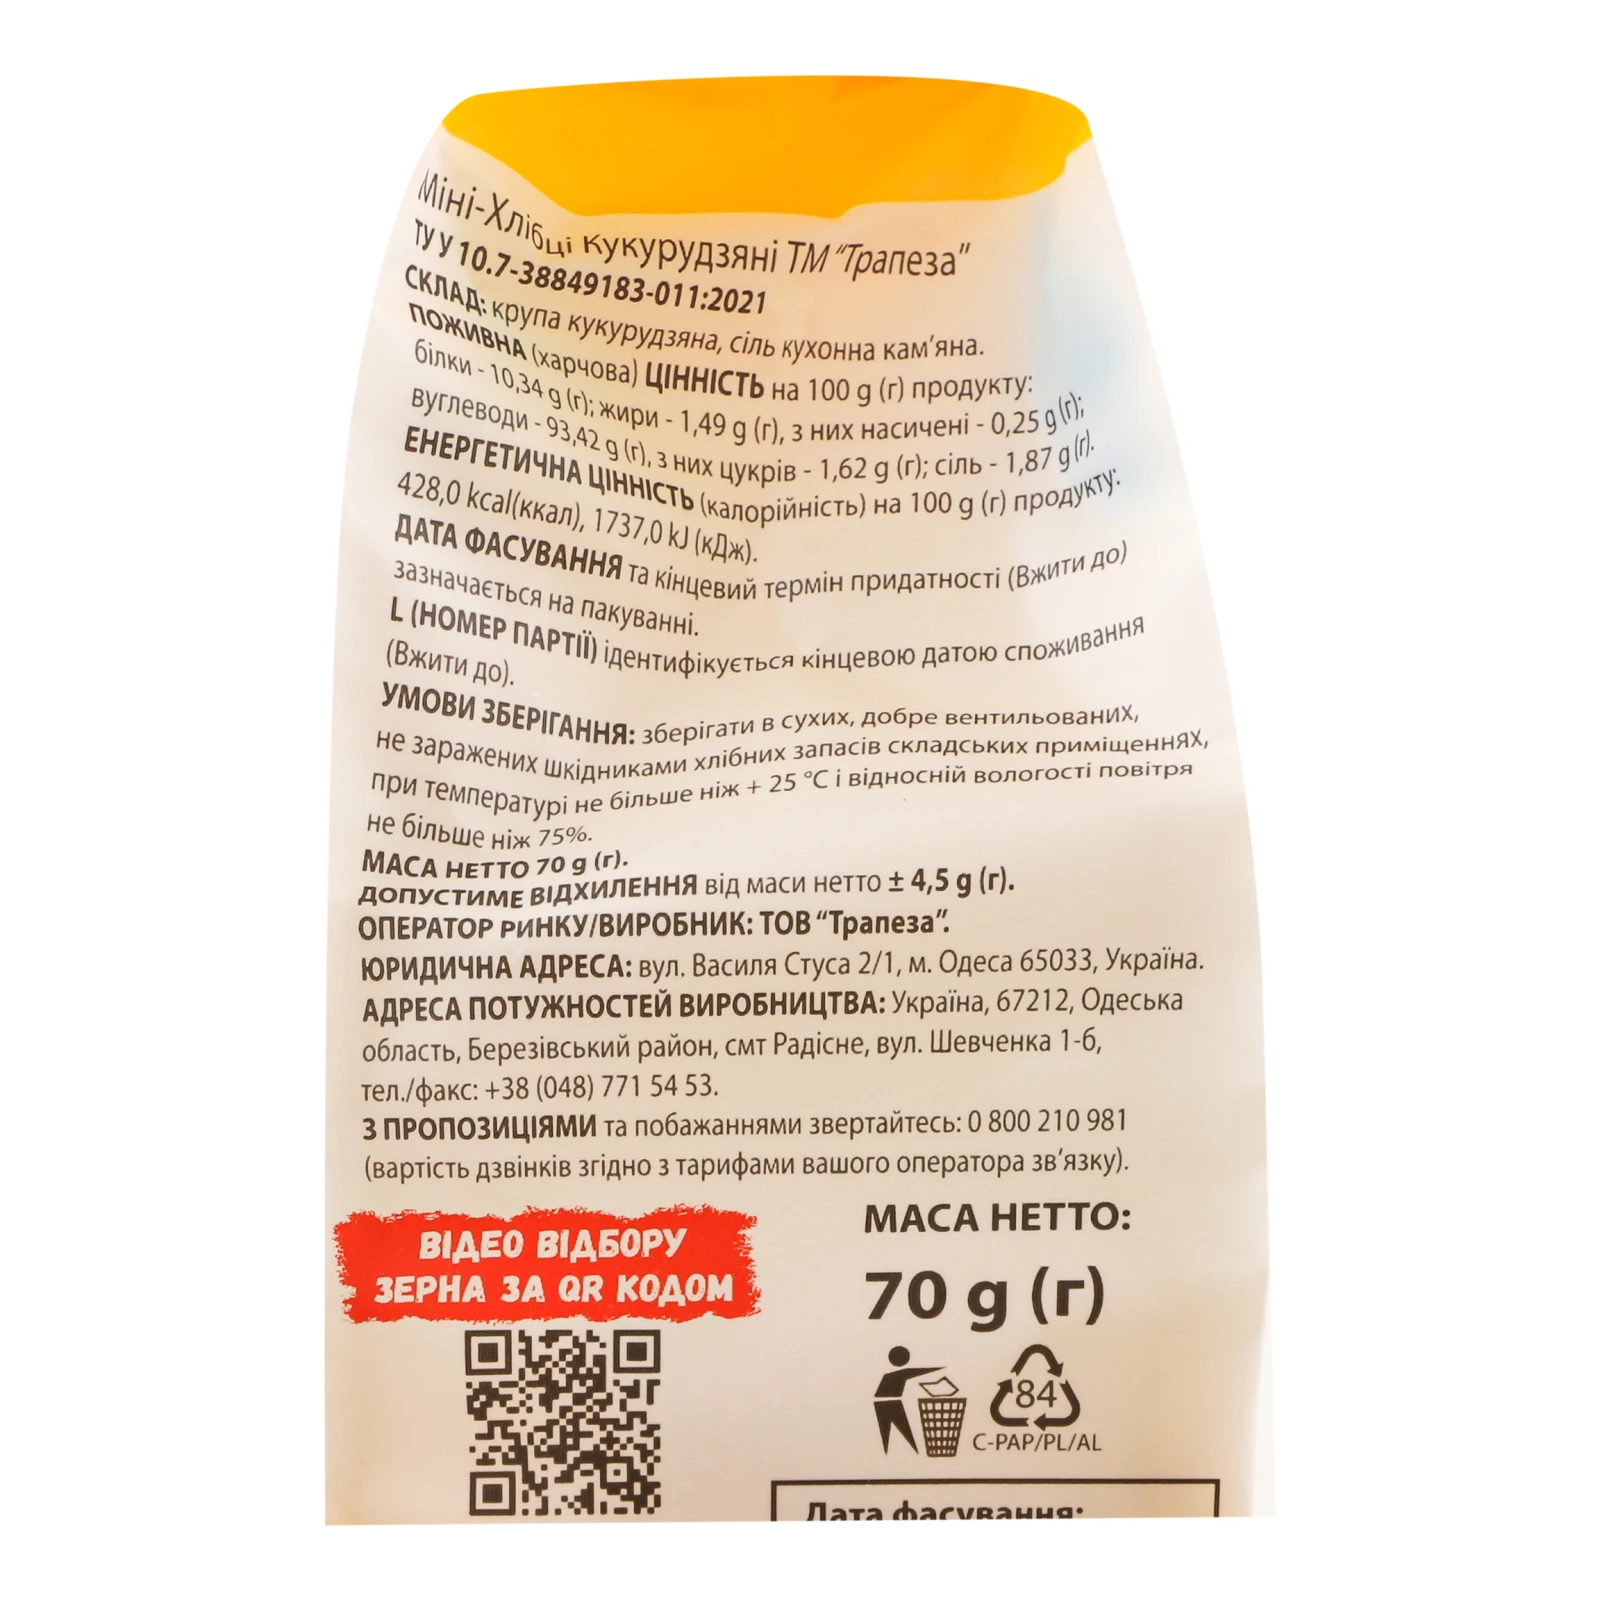 Міні-Хлібці кукурудзяні ТМ "Трапеза"
ТУ У 10.7-38849183-011:2021
СКЛАД: крупа кукурудзяна, сіль кухонна кам'яна.
ПОЖИВНА (харчова) ЦІННІСТЬ на 100 g (г) продукту:
білки - 10,34 g (г); жири - 1,49 g (г), з них насичені - 0,25 g (г);
вуглеводи - 93,42 g (г), з них цукрів - 1,62 g (г); сіль - 1,87 g (г).
ЕНЕРГЕТИЧНА ЦІННІСТЬ (калорійність) на 100 g (г) продукту:
428,0 kcal(ккал), 1737,0 kJ (кДж).
ДАТА ФАСУВАННЯ та кінцевий термін придатності (Вжити до)
зазначається на пакуванні.
L (НОМЕР ПАРТІЇ) ідентифікується кінцевою датою споживання
(Вжити до).
УМОВИ ЗБЕРІГАННЯ: зберігати в сухих, добре вентильованих,
не заражених шкідниками хлібних запасів складських приміщеннях,
при температурі не більше ніж + 25 °С і відносній вологості повітря
не більше ніж 75%.
МАСА НЕТТО 70 g (г).
ДОПУСТИМЕ ВІДХИЛЕННЯ від маси нетто ± 4,5 g (г).
ОПЕРАТОР РИНКУ/ВИРОБНИК: ТОВ "Трапеза".
ЮРИДИЧНА АДРЕСА: вул. Василя Стуса 2/1, м. Одеса 65033, Україна.
АДРЕСА ПОТУЖНОСТЕЙ ВИРОБНИЦТВА: Україна, 67212, Одеська
область, Березівський район, смт Радісне, вул. Шевченка 1-б,
тел./факс: +38 (048) 771 54 53.
З ПРОПОЗИЦІЯМИ та побажаннями звертайтесь: 0 800 210 981
(вартість дзвінків згідно з тарифами вашого оператора зв'язку).
ВІДЕО ВІДБОРУ
ЗЕРНА ЗА QR КОДОМ
МАСА НЕТТО:
70 g (г)
84
C-PAP/PL/AL
Дата фасування: